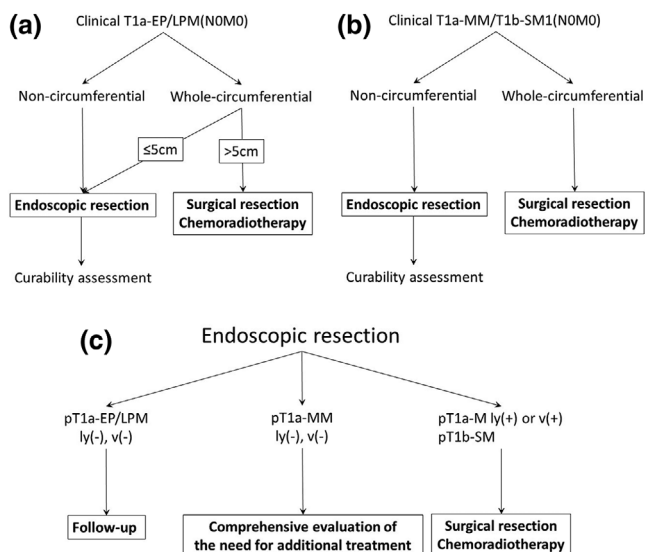 (a)
Clinical T1a-EP/LPM(N0M0)
Non-circumferential
Whole-circumferential
≤5cm
>5cm
Endoscopic resection
Surgical resection
Chemoradiotherapy
Curability assessment
(b)
Clinical T1a-MM/T1b-SM1(N0M0)
Non-circumferential
Whole-circumferential
Endoscopic resection
Surgical resection
Chemoradiotherapy
Curability assessment
(c)
Endoscopic resection
pT1a-EP/LPM
ly(-), v(-)
pT1a-MM
ly(-), v(-)
pT1a-M ly(+) or v(+)
pT1b-SM
Follow-up
Comprehensive evaluation of
the need for additional treatment
Surgical resection
Chemoradiotherapy